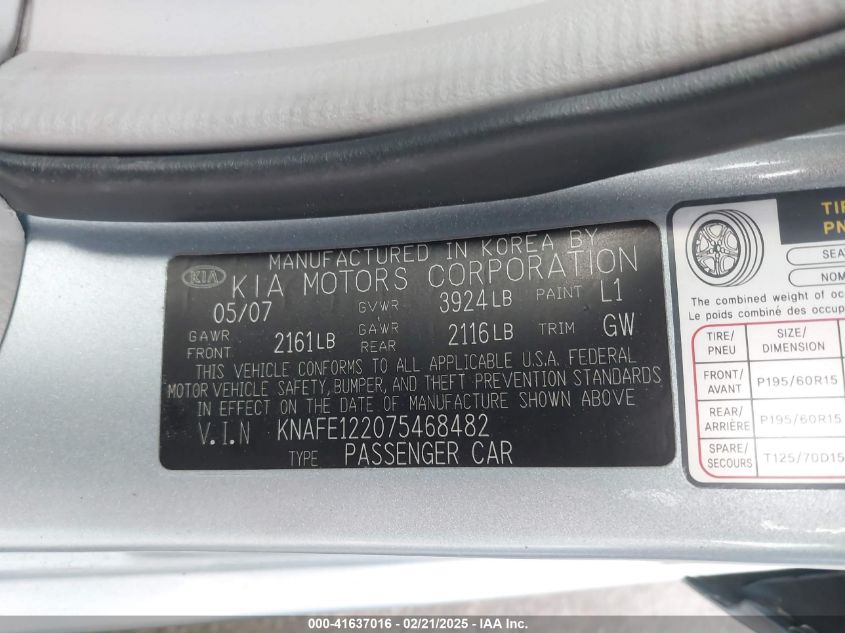 MANUFACTURED IN KOREA BY
KIA KIA MOTORS CORPORATION
05/07 GVWR 3924LB PAINT L1
GAWR FRONT 2161LB GAWR REAR 2116LB TRIM GW
THIS VEHICLE CONFORMS TO ALL APPLICABLE U.S.A. FEDERAL
MOTOR VEHICLE SAFETY, BUMPER, AND THEFT PREVENTION STANDARDS
IN EFFECT ON THE DATE OF MANUFACTURE SHOWN ABOVE
V.I.N KNAFE122075468482
TYPE PASSENGER CAR
The combined weight of
Le poids combiné des
TIRE/ PNEU SIZE/ DIMENSION
FRONT/ AVANT P195/60R15
REAR/ ARRIÈRE P195/60R15
SPARE/ SECOURS T125/70D15
000-41637016 - 02/21/2025 - IAA Inc.